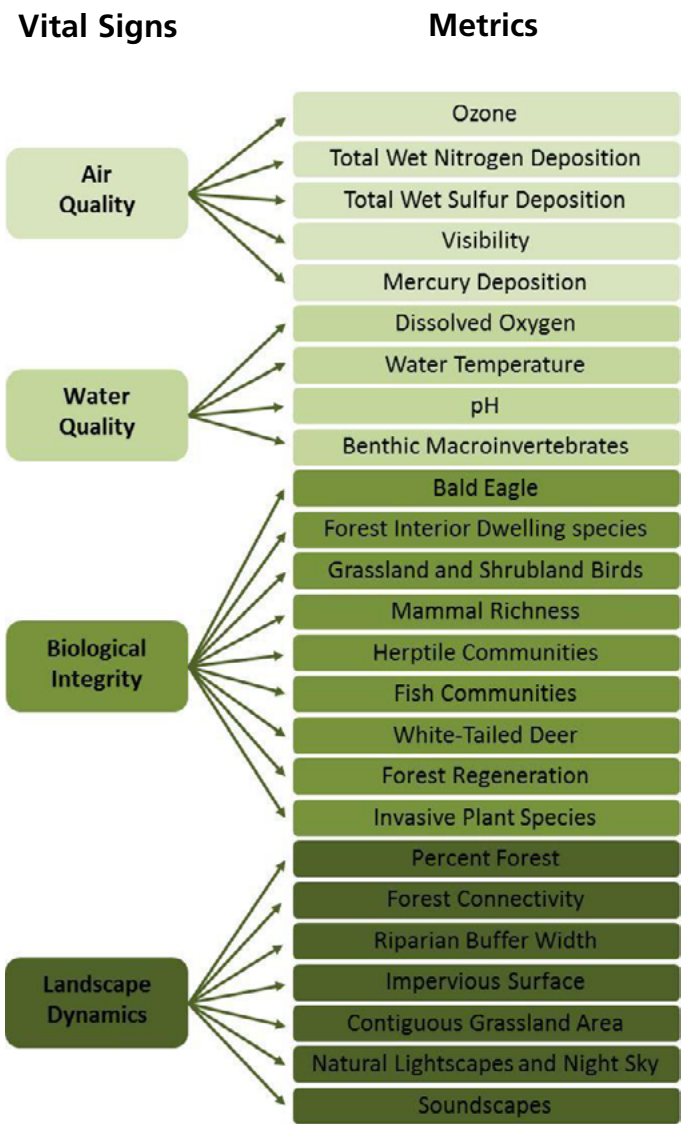 Vital Signs
Metrics
Air
Quality
Ozone
Total Wet Nitrogen Deposition
Total Wet Sulfur Deposition
Visibility
Mercury Deposition
Water
Quality
Dissolved Oxygen
Water Temperature
pH
Benthic Macroinvertebrates
Biological
Integrity
Bald Eagle
Forest Interior Dwelling species
Grassland and Shrubland Birds
Mammal Richness
Herptile Communities
Fish Communities
White-Tailed Deer
Forest Regeneration
Invasive Plant Species
Landscape
Dynamics
Percent Forest
Forest Connectivity
Riparian Buffer Width
Impervious Surface
Contiguous Grassland Area
Natural Lightscapes and Night Sky
Soundscapes